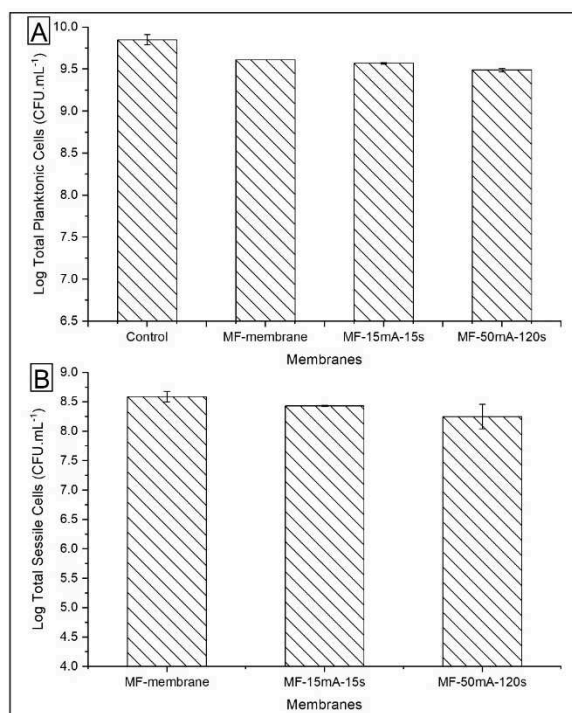 A
Log Total Planktonic Cells (CFU.mL⁻¹)
10.0
9.5
9.0
8.5
8.0
7.5
7.0
6.5
Control
MF-membrane
MF-15mA-15s
MF-50mA-120s
Membranes
B
Log Total Sessile Cells (CFU.mL⁻¹)
9.0
8.5
8.0
7.5
7.0
6.5
6.0
5.5
5.0
4.5
4.0
MF-membrane
MF-15mA-15s
MF-50mA-120s
Membranes